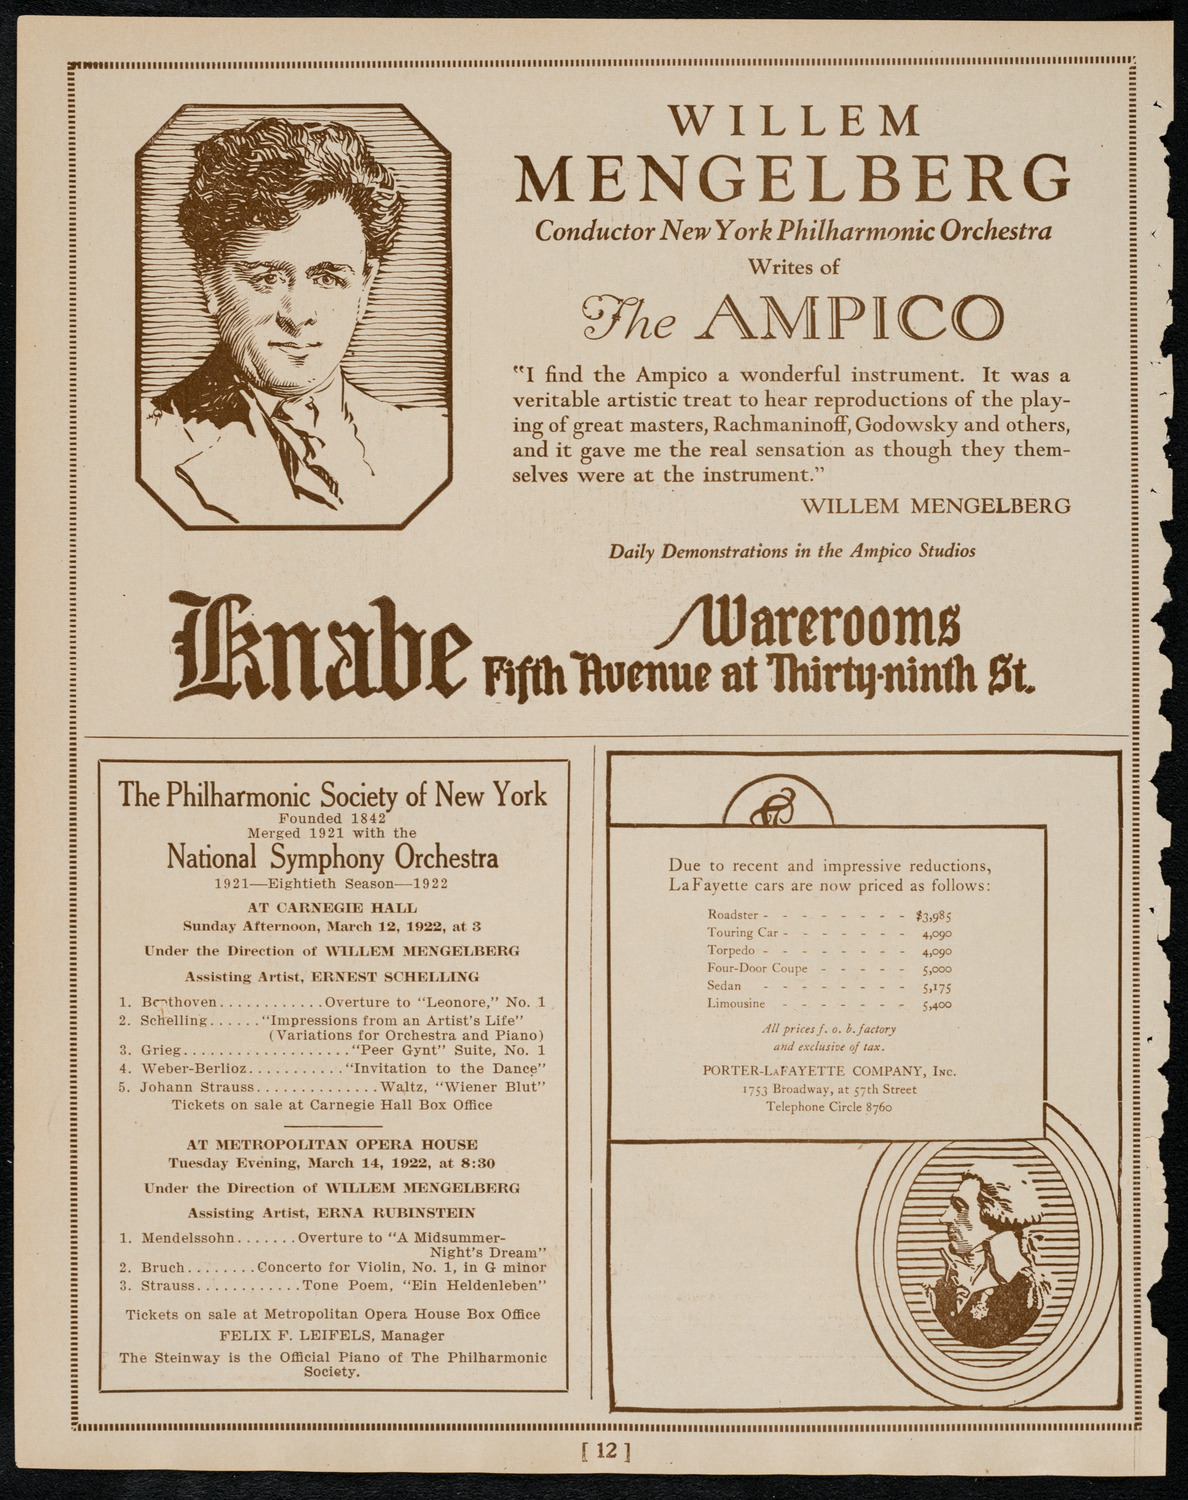 WILLEM
MENGELBERG
Conductor New York Philharmonic Orchestra
Writes of
The AMPICO
"I find the Ampico a wonderful instrument. It was a
veritable artistic treat to hear reproductions of the play-
ing of great masters, Rachmaninoff, Godowsky and others,
and it gave me the real sensation as though they them-
selves were at the instrument."
WILLEM MENGELBERG
Daily Demonstrations in the Ampico Studios
Knabe Warerooms
Fifth Avenue at Thirty-ninth St.
The Philharmonic Society of New York
Founded 1842
Merged 1921 with the
National Symphony Orchestra
1921—Eightieth Season—1922
AT CARNEGIE HALL
Sunday Afternoon, March 12, 1922, at 3
Under the Direction of WILLEM MENGELBERG
Assisting Artist, ERNEST SCHELLING
1. Beethoven............Overture to "Leonore," No. 1
2. Schelling......"Impressions from an Artist's Life"
(Variations for Orchestra and Piano)
3. Grieg...................."Peer Gynt" Suite, No. 1
4. Weber-Berlioz..........."Invitation to the Dance"
5. Johann Strauss..............Waltz, "Wiener Blut"
Tickets on sale at Carnegie Hall Box Office
AT METROPOLITAN OPERA HOUSE
Tuesday Evening, March 14, 1922, at 8:30
Under the Direction of WILLEM MENGELBERG
Assisting Artist, ERNA RUBINSTEIN
1. Mendelssohn.......Overture to "A Midsummer-
Night's Dream"
2. Bruch........Concerto for Violin, No. 1, in G minor
3. Strauss............Tone Poem, "Ein Heldenleben"
Tickets on sale at Metropolitan Opera House Box Office
FELIX F. LEIFELS, Manager
The Steinway is the Official Piano of The Philharmonic
Society.
Due to recent and impressive reductions,
LaFayette cars are now priced as follows:
Roadster - - - - - - - - $3,985
Touring Car - - - - - - - 4,090
Torpedo - - - - - - - - 4,090
Four-Door Coupe - - - - - 5,000
Sedan - - - - - - - - 5,175
Limousine - - - - - - - 5,400
All prices f. o. b. factory
and exclusive of tax.
PORTER-LAFAYETTE COMPANY, INC.
1753 Broadway, at 57th Street
Telephone Circle 8760
[ 12 ]